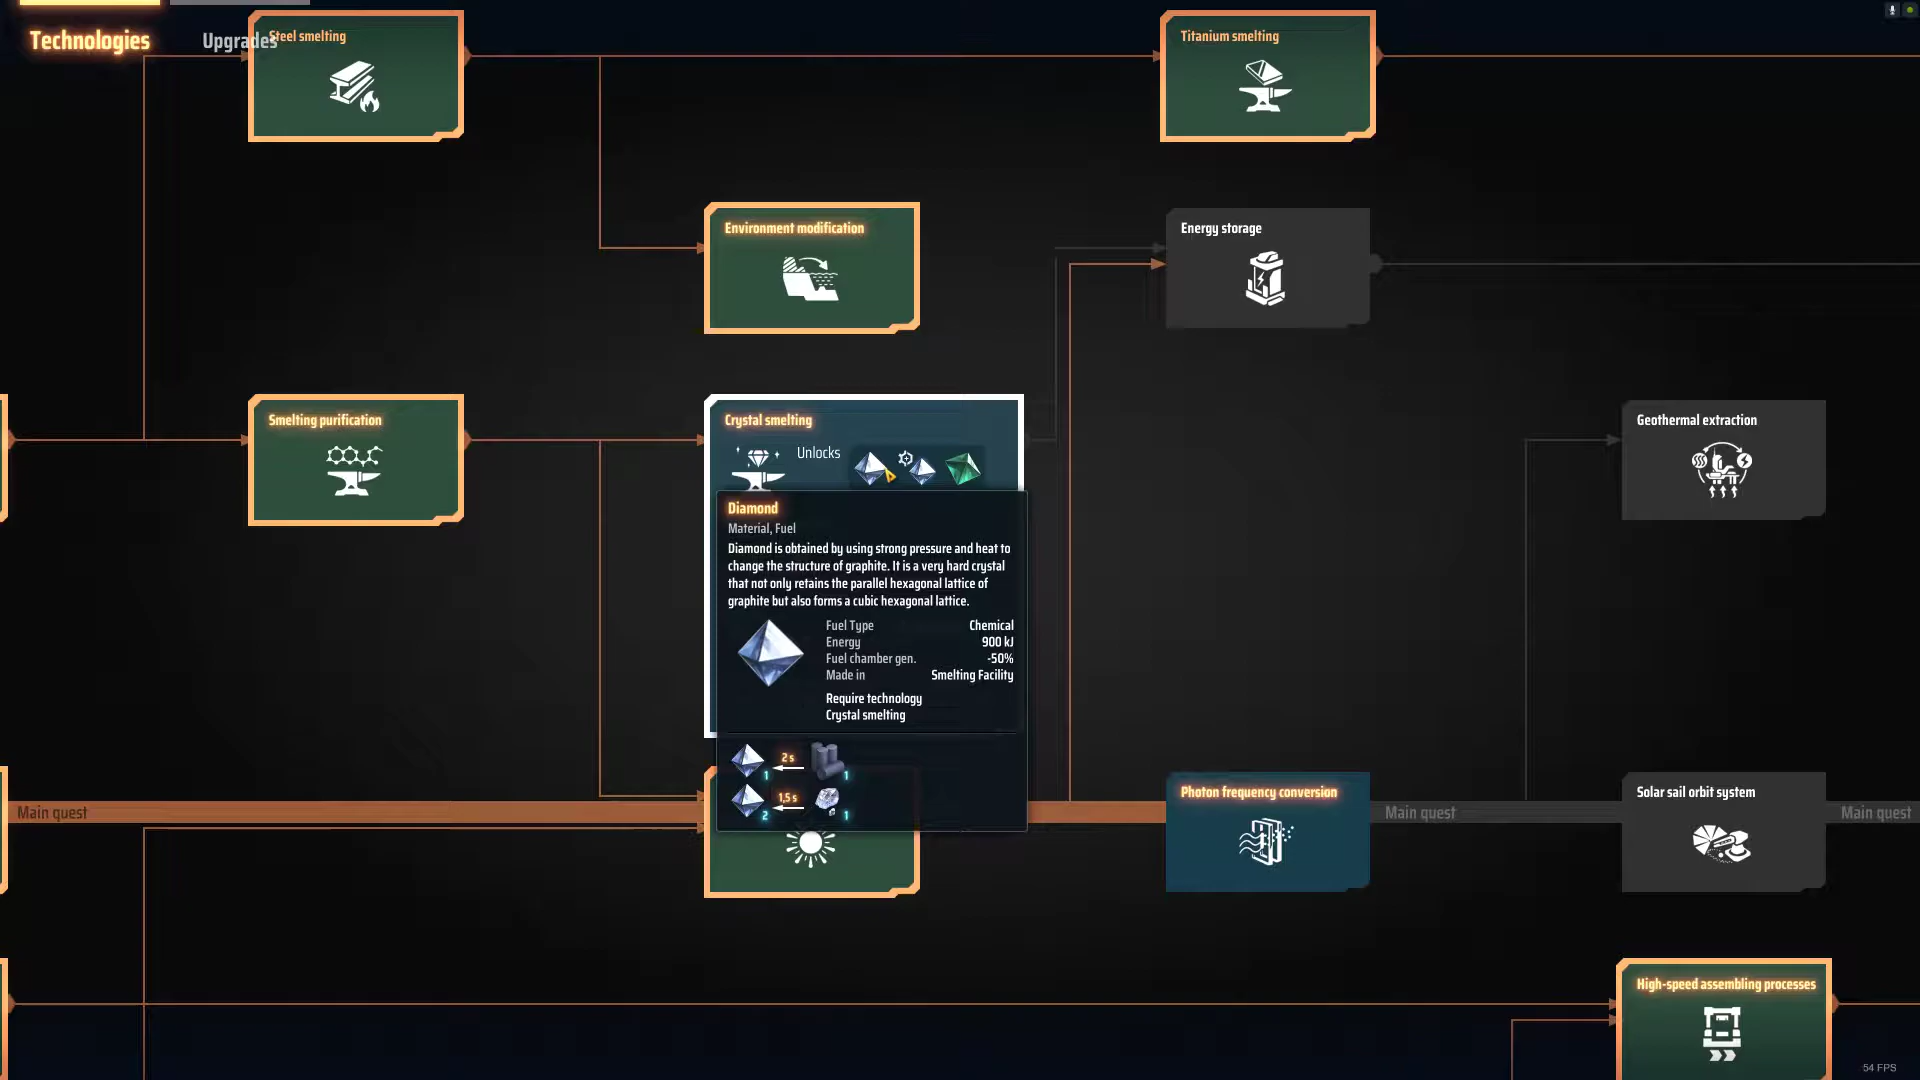 Technologies
Upgrades
Steel smelting
Titanium smelting
Environment modification
Energy storage
Smelting purification
Crystal smelting
Unlocks
Geothermal extraction
Diamond
Material, Fuel
Diamond is obtained by using strong pressure and heat to
change the structure of graphite. It is a very hard crystal
that not only retains the parallel hexagonal lattice of
graphite but also forms a cubic hexagonal lattice.
Fuel Type Chemical
Energy 900 kJ
Fuel chamber gen. -50%
Made in Smelting Facility
Require technology
Crystal smelting
2 s
1 1
1,5 s
2 1
Main quest
Photon frequency conversion
Main quest
Solar sail orbit system
Main quest
High-speed assembling processes
54 FPS